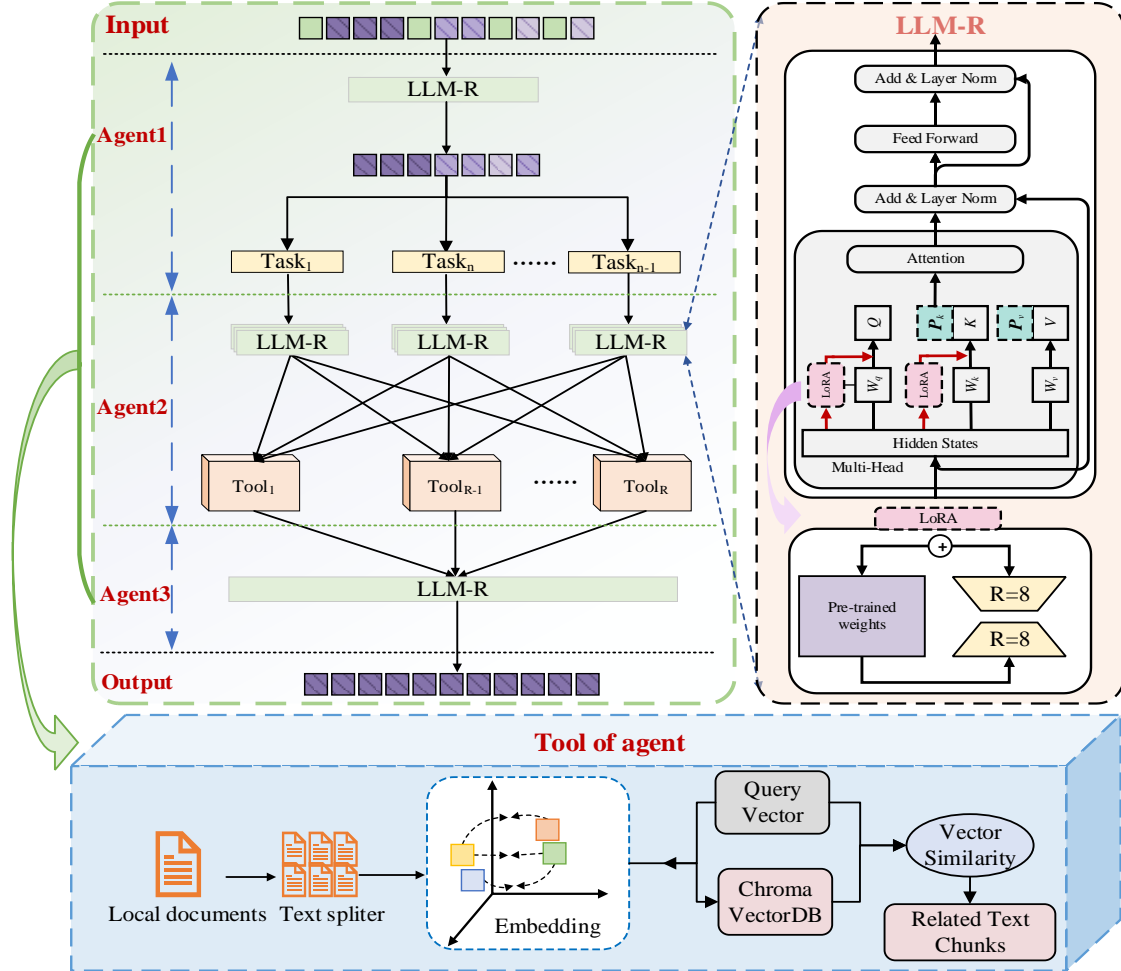 Input
LLM-R
Agent1
Task1
Taskn
......
Taskn-1
LLM-R
LLM-R
LLM-R
Agent2
Tool1
ToolR-1
......
ToolR
LLM-R
Agent3
Output
LLM-R
Add & Layer Norm
Feed Forward
Add & Layer Norm
Attention
Q
Pk
K
Pv
V
LoRA
Wq
LoRA
Wk
Wv
Hidden States
Multi-Head
LoRA
+
Pre-trained
weights
R=8
R=8
Tool of agent
Local documents
Text spliter
Embedding
Query
Vector
Chroma
VectorDB
Vector
Similarity
Related Text
Chunks